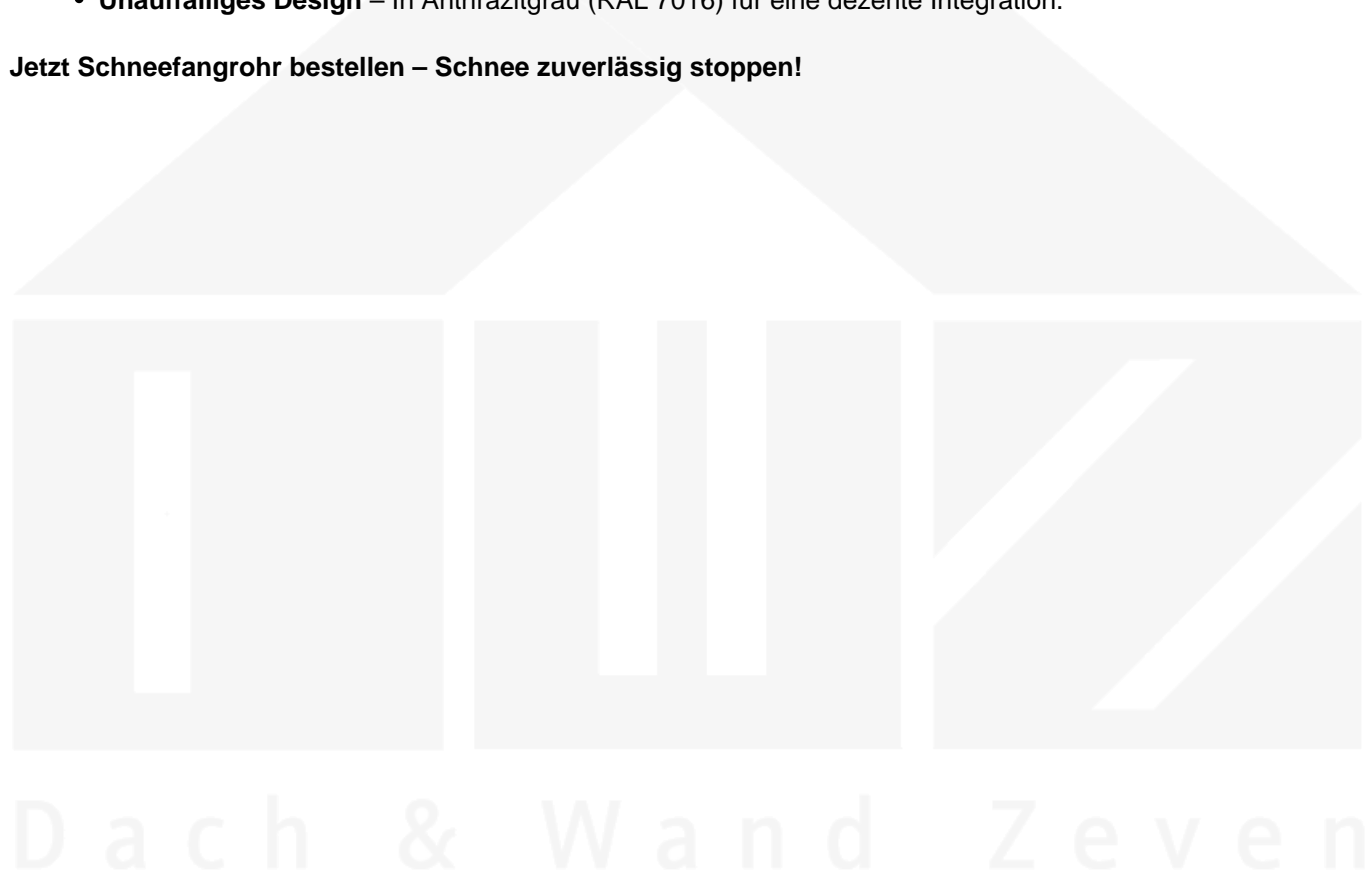 • Unauffälliges Design – In Anthrazitgrau (RAL 7016) für eine dezente Integration.
Jetzt Schneefangrohr bestellen – Schnee zuverlässig stoppen!
Dach & Wand Zeven